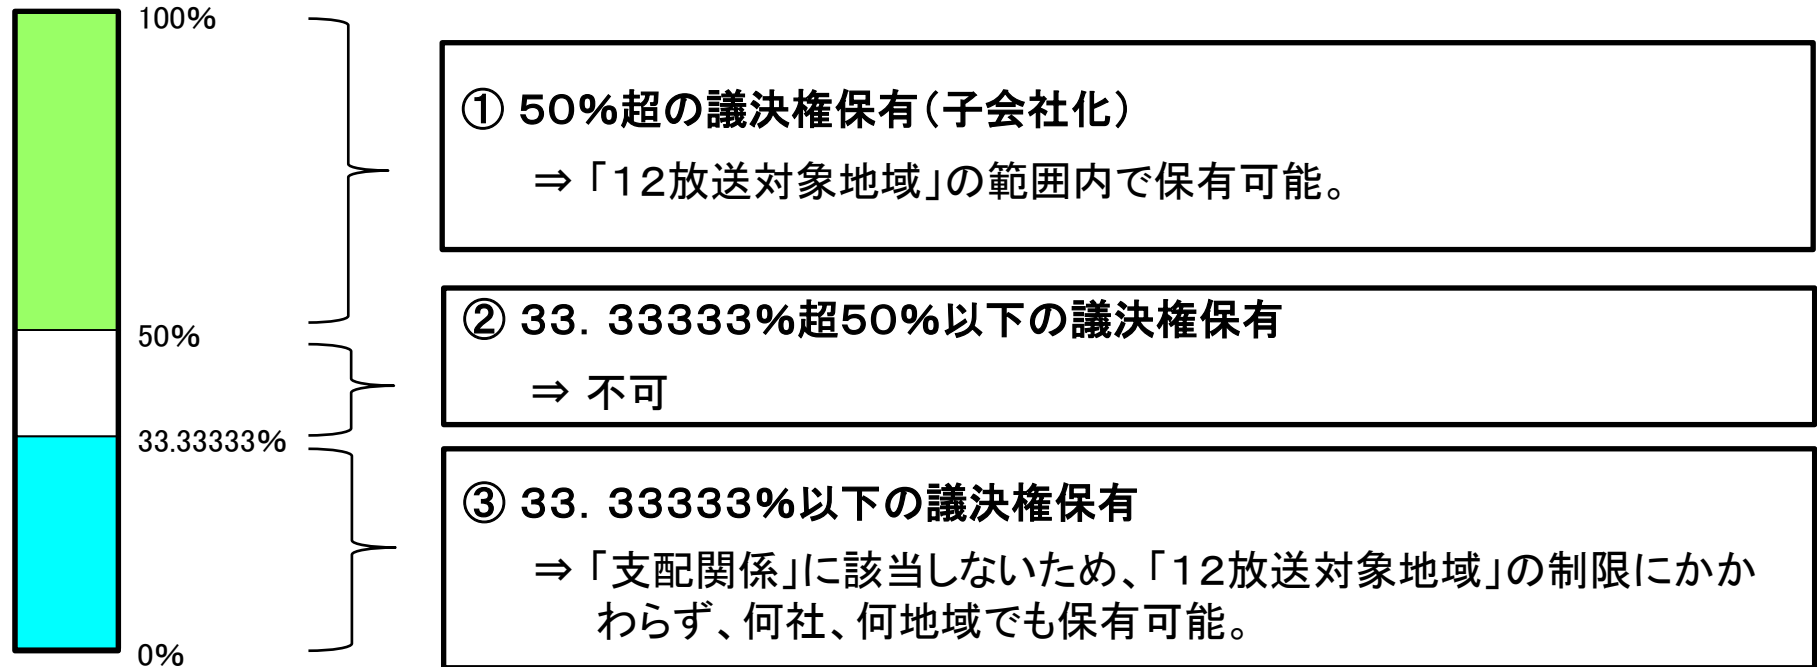 100%
① 50%超の議決権保有(子会社化)
⇒「12放送対象地域」の範囲内で保有可能。
50%
② 33. 33333%超50%以下の議決権保有
⇒ 不可
33.33333%
③ 33. 33333%以下の議決権保有
⇒「支配関係」に該当しないため、「12放送対象地域」の制限にかか
わらず、何社、何地域でも保有可能。
0%